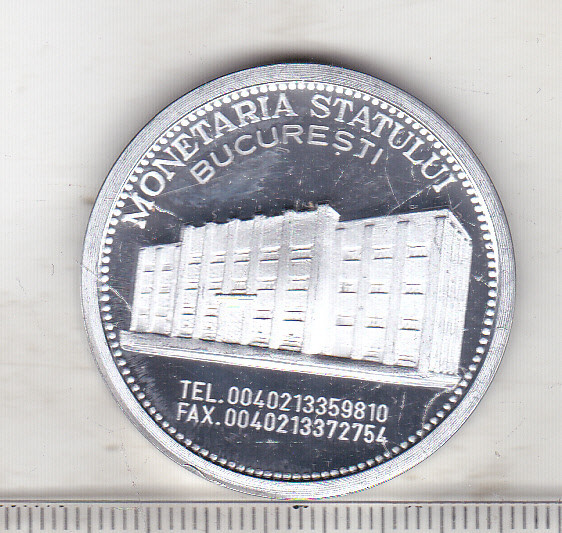 MONETARIA STATULUI
BUCUREȘTI
TEL.0040213359810
FAX.0040213372754